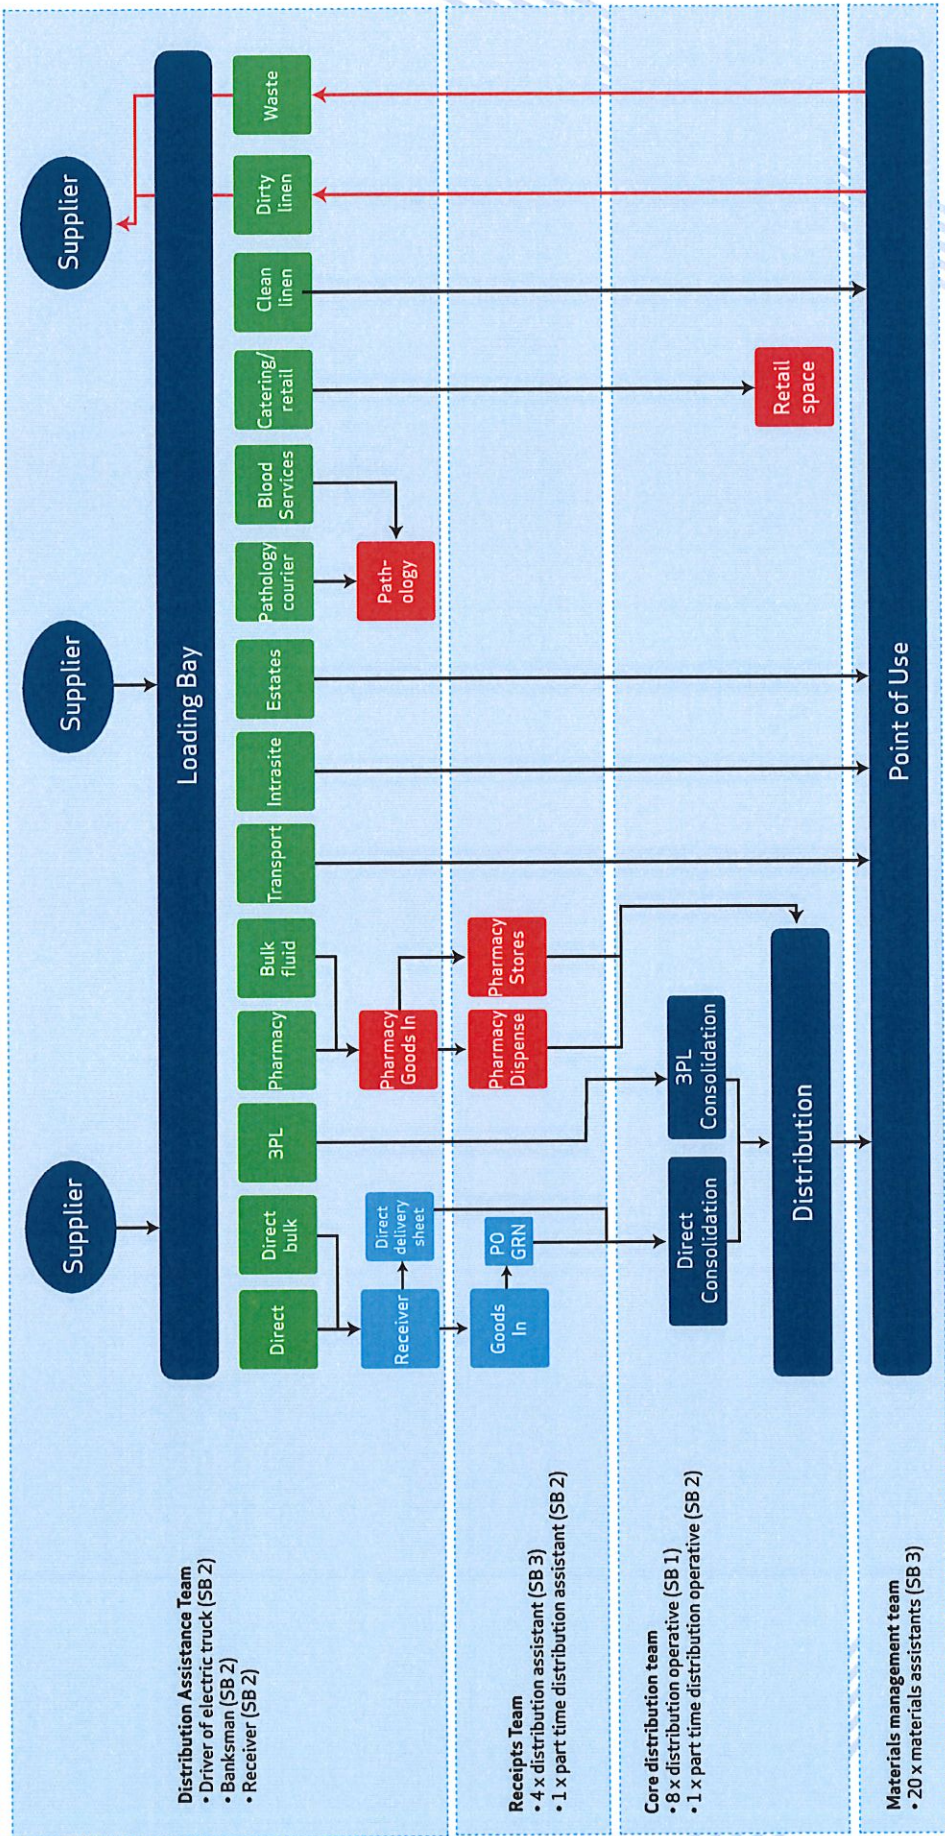 Distribution Assistance Team
• Driver of electric truck (SB 2)
• Banksman (SB 2)
• Receiver (SB 2)
Supplier
Supplier
Supplier
Loading Bay
Direct
Direct
bulk
3PL
Pharmacy
Bulk
fluid
Transport
Intrasite
Estates
Pathology
courier
Blood
Services
Catering/
retail
Clean
linen
Dirty
linen
Waste
Receiver
Direct
delivery
sheet
Pharmacy
Goods In
Path-
ology
Receipts Team
• 4 x distribution assistant (SB 3)
• 1 x part time distribution assistant (SB 2)
Goods
In
PO
GRN
Pharmacy
Dispense
Pharmacy
Stores
Core distribution team
• 8 x distribution operative (SB 1)
• 1 x part time distribution operative (SB 2)
Direct
Consolidation
3PL
Consolidation
Retail
space
Distribution
Materials management team
• 20 x materials assistants (SB 3)
Point of Use